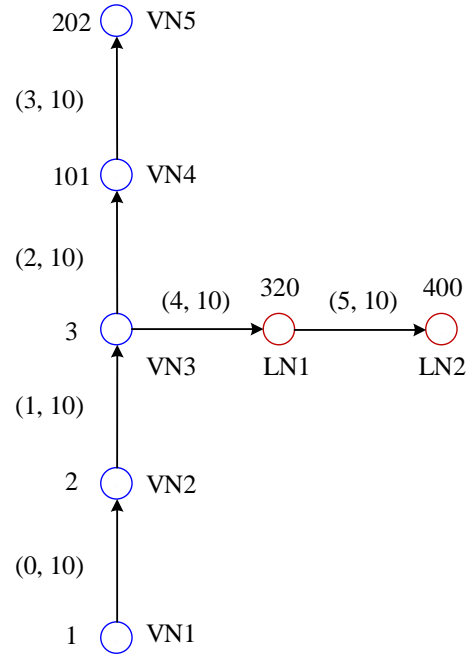 202 VN5
(3, 10)
101 VN4
(2, 10)
(4, 10) 320 (5, 10) 400
3 VN3 LN1 LN2
(1, 10)
2 VN2
(0, 10)
1 VN1